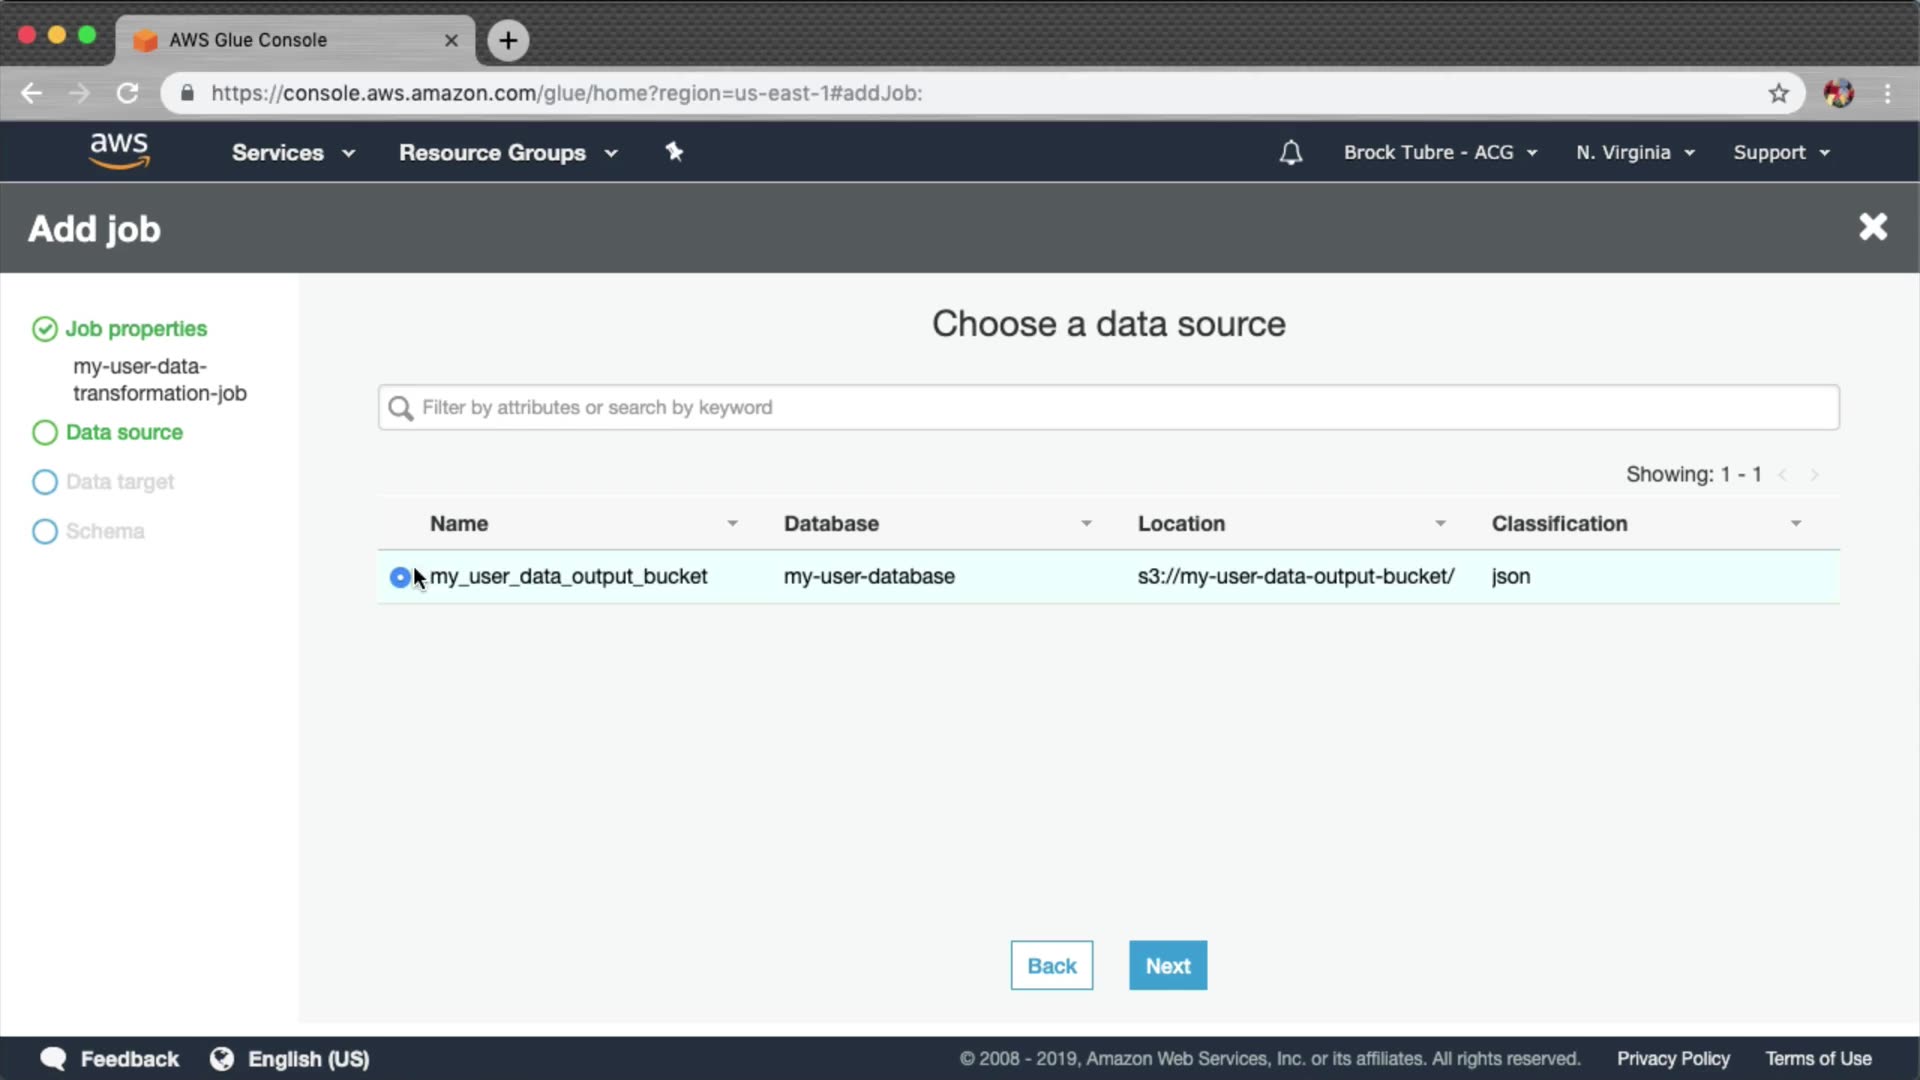 AWS Glue Console
https://console.aws.amazon.com/glue/home?region=us-east-1#addJob:
aws
Services
Resource Groups
Brock Tubre - ACG
N. Virginia
Support
Add job
Job properties
my-user-data-
transformation-job
Data source
Data target
Schema
Choose a data source
Filter by attributes or search by keyword
Showing: 1 - 1
Name
Database
Location
Classification
my_user_data_output_bucket
my-user-database
s3://my-user-data-output-bucket/
json
Back
Next
Feedback
English (US)
© 2008 - 2019, Amazon Web Services, Inc. or its affiliates. All rights reserved.
Privacy Policy
Terms of Use